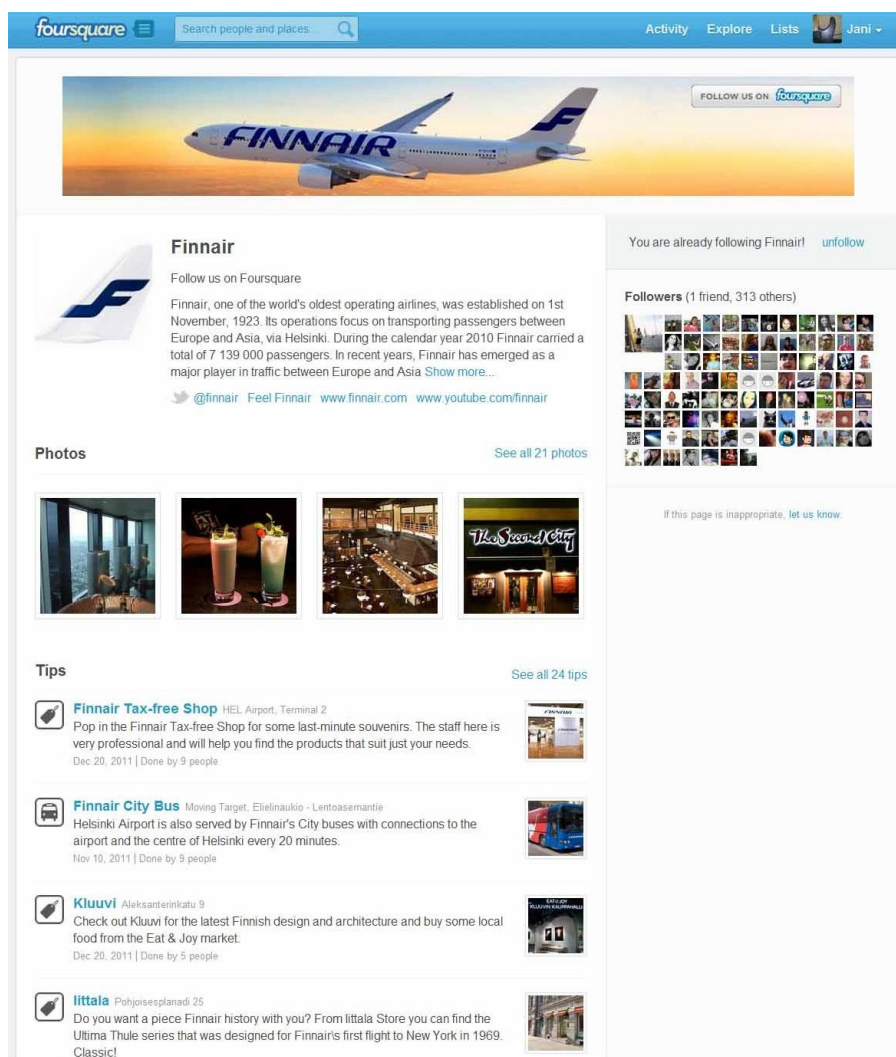 foursquare
Search people and places...
Activity Explore Lists Jani
FINNAIR
FOLLOW US ON foursquare
Finnair
Follow us on Foursquare
Finnair, one of the world's oldest operating airlines, was established on 1st
November, 1923. Its operations focus on transporting passengers between
Europe and Asia, via Helsinki. During the calendar year 2010 Finnair carried a
total of 7 139 000 passengers. In recent years, Finnair has emerged as a
major player in traffic between Europe and Asia Show more...
@finnair Feel Finnair www.finnair.com www.youtube.com/finnair
You are already following Finnair! unfollow
Followers (1 friend, 313 others)
If this page is inappropriate, let us know.
Photos
See all 21 photos
The Second City
Tips
See all 24 tips
Finnair Tax-free Shop HEL Airport, Terminal 2
Pop in the Finnair Tax-free Shop for some last-minute souvenirs. The staff here is
very professional and will help you find the products that suit just your needs.
Dec 20, 2011 | Done by 9 people
FINNAIR
Finnair City Bus Moving Target, Elielinaukio - Lentoasemantie
Helsinki Airport is also served by Finnair's City buses with connections to the
airport and the centre of Helsinki every 20 minutes.
Nov 10, 2011 | Done by 9 people
Kluuvi Aleksanterinkatu 9
Check out Kluuvi for the latest Finnish design and architecture and buy some local
food from the Eat & Joy market.
Dec 20, 2011 | Done by 5 people
EAT&JOY
KLUUVIN KAUPPAHALLI
Iittala Pohjoisesplanadi 25
Do you want a piece Finnair history with you? From Iittala Store you can find the
Ultima Thule series that was designed for Finnair\s first flight to New York in 1969.
Classic!